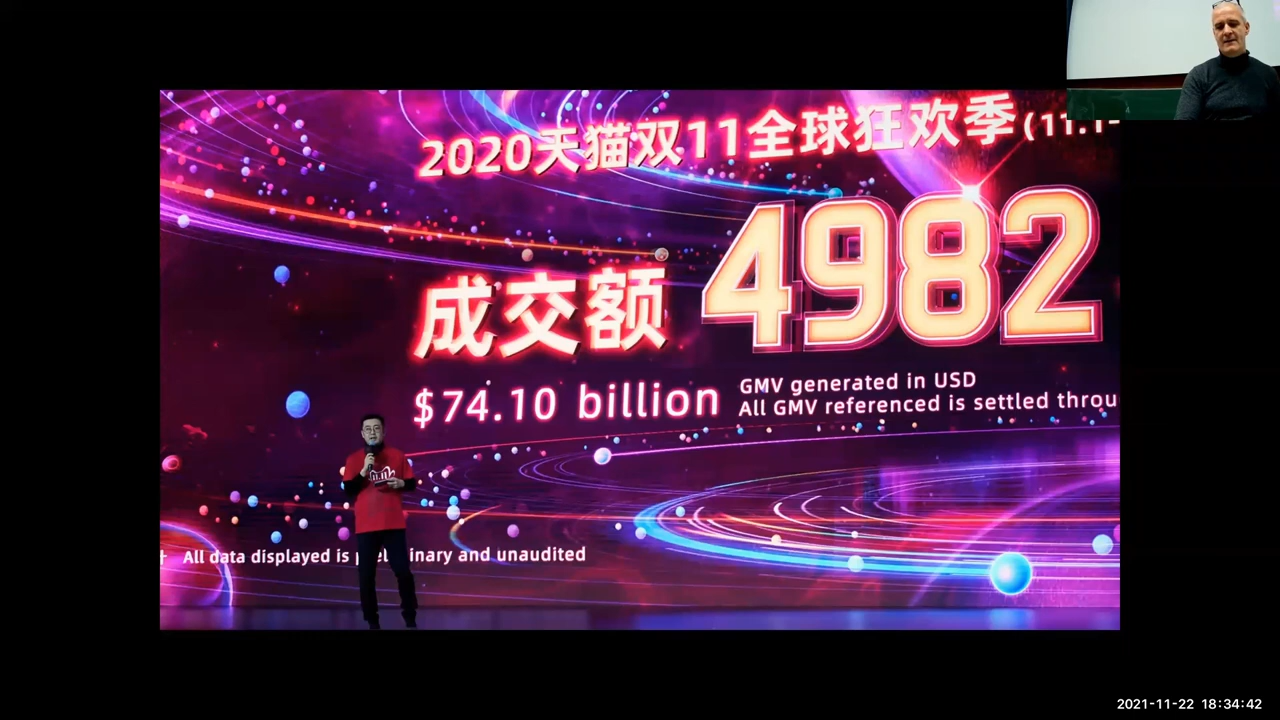 2020天猫双11全球狂欢季(11.1-
成交额 4982
$74.10 billion
GMV generated in USD
All GMV referenced is settled throu
All data displayed is inary and unaudited
2021-11-22 18:34:42